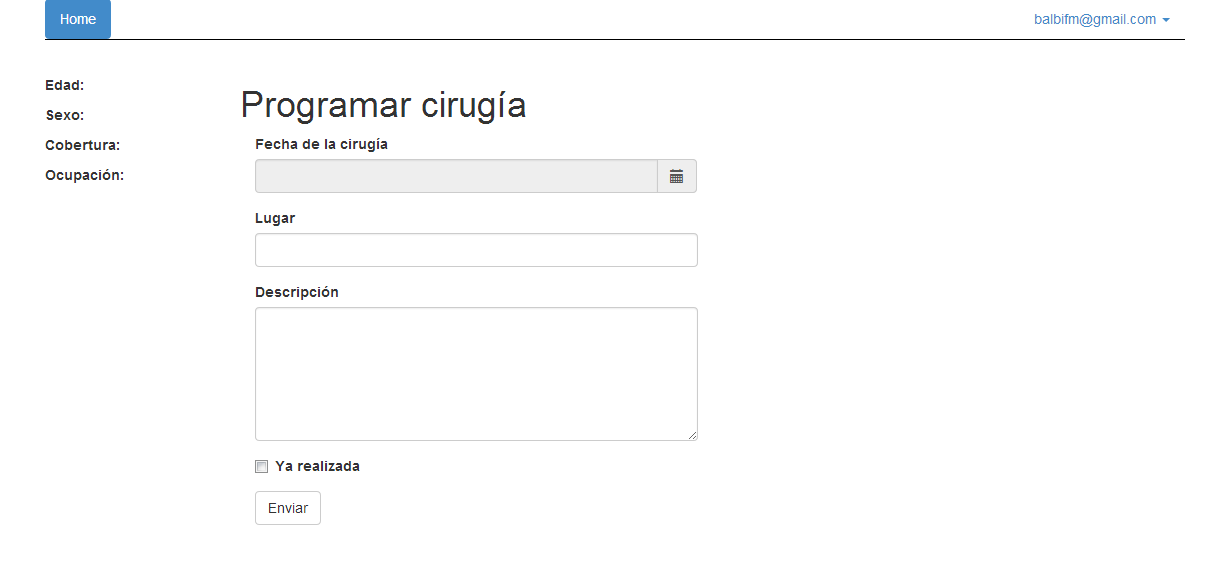 Home
balbifm@gmail.com
Edad:
Sexo:
Cobertura:
Ocupación:
Programar cirugía
Fecha de la cirugía
Lugar
Descripción
Ya realizada
Enviar